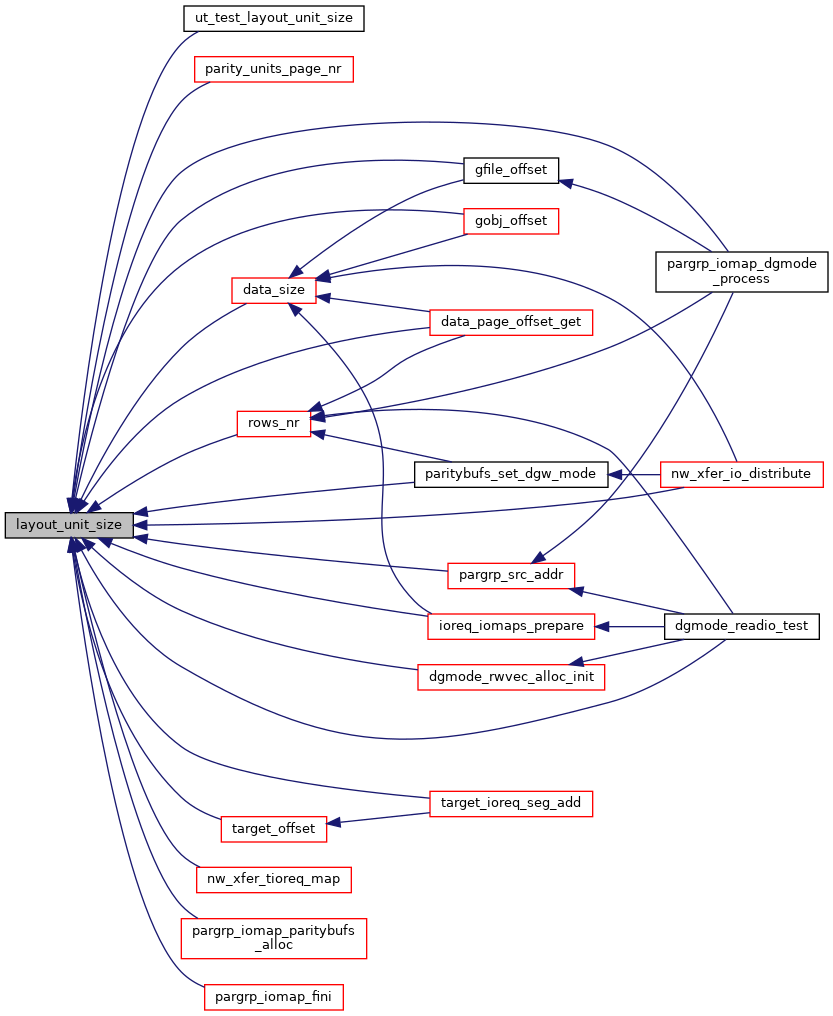 ut_test_layout_unit_size
parity_units_page_nr
gfile_offset
gobj_offset
pargrp_iomap_dgmode
_process
data_size
data_page_offset_get
rows_nr
paritybufs_set_dgw_mode
nw_xfer_io_distribute
layout_unit_size
pargrp_src_addr
ioreq_iomaps_prepare
dgmode_readio_test
dgmode_rwvec_alloc_init
target_ioreq_seg_add
target_offset
nw_xfer_tioreq_map
pargrp_iomap_paritybufs
_alloc
pargrp_iomap_fini